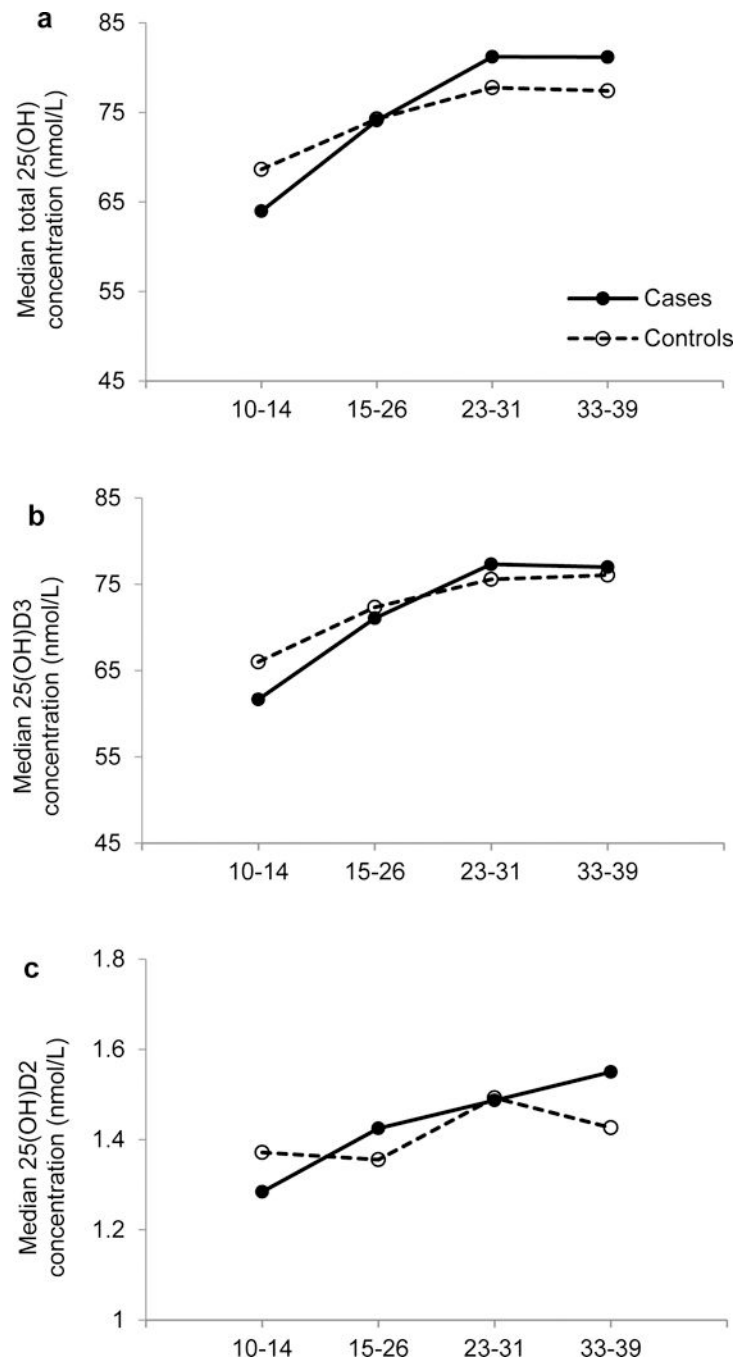 a
Median total 25(OH)
concentration (nmol/L)
85
75
65
55
45
Cases
Controls
10-14 15-26 23-31 33-39
b
Median 25(OH)D3
concentration (nmol/L)
85
75
65
55
45
10-14 15-26 23-31 33-39
c
Median 25(OH)D2
concentration (nmol/L)
1.8
1.6
1.4
1.2
1
10-14 15-26 23-31 33-39